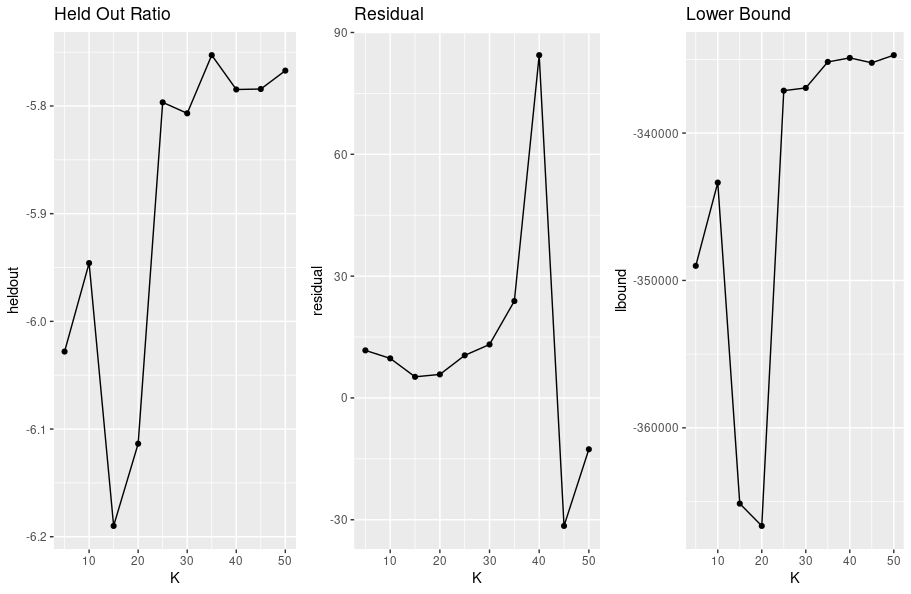 Held Out Ratio
heldout
-5.8
-5.9
-6.0
-6.1
-6.2
10 20 30 40 50
K
Residual
residual
90
60
30
0
-30
10 20 30 40 50
K
Lower Bound
lbound
-340000
-350000
-360000
10 20 30 40 50
K